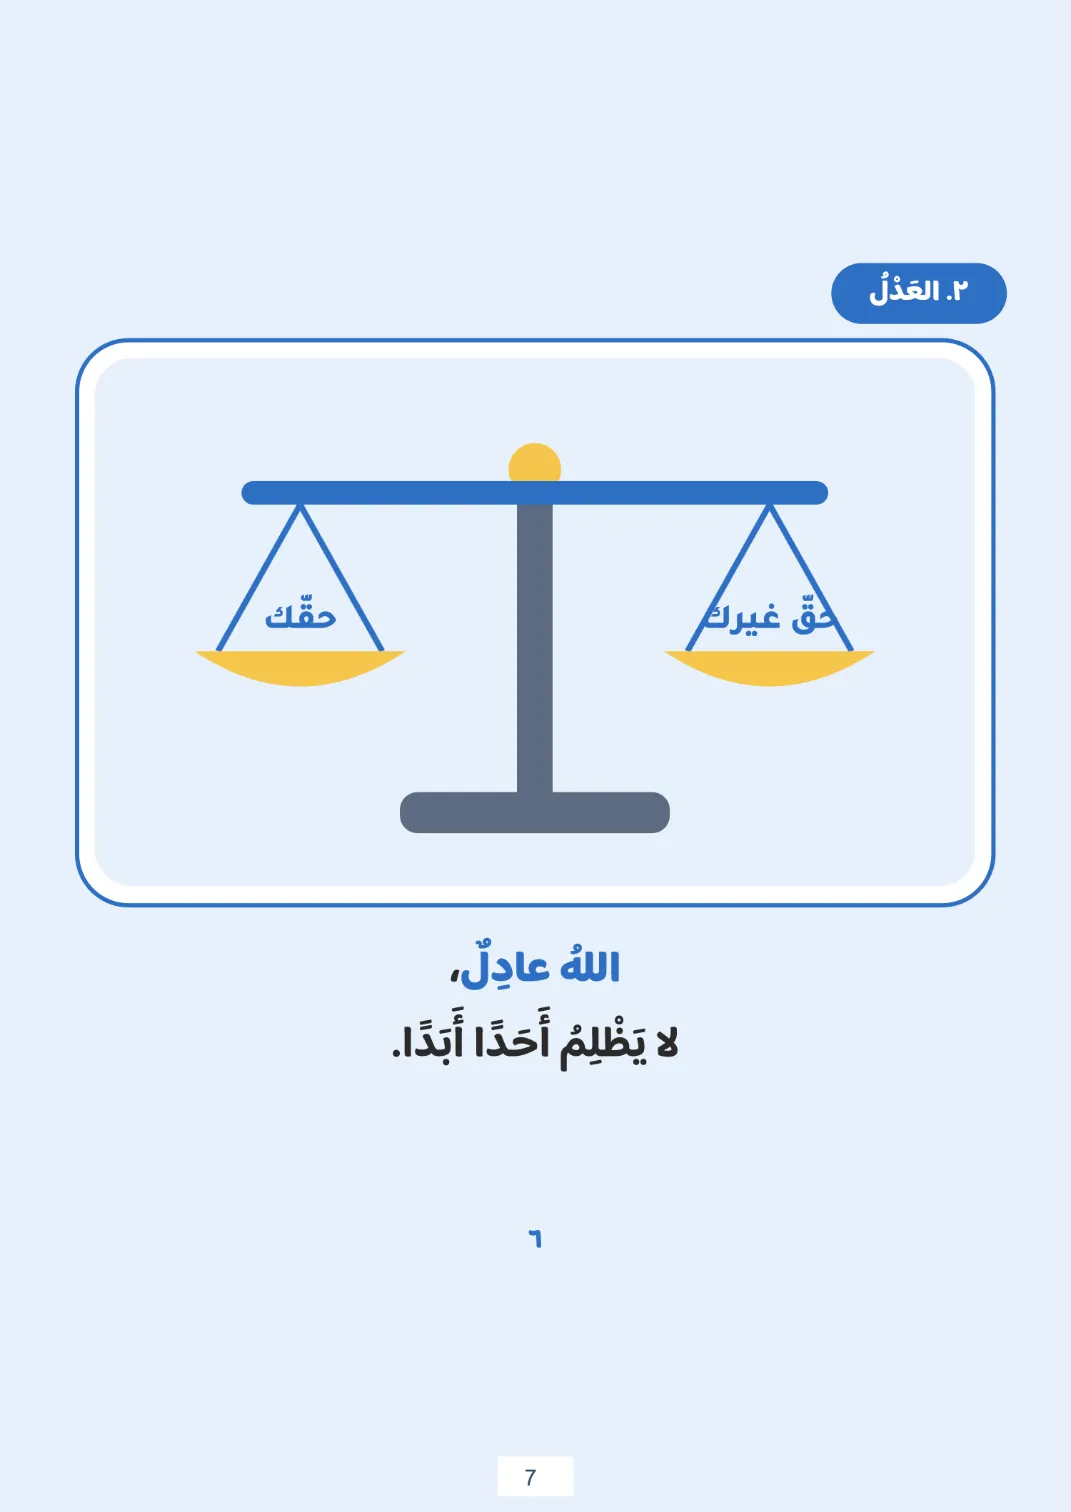 ٢. العَدْلُ
حقّ غيرك
حقّك
اللهُ عادِلٌ،
لا يَظْلِمُ أَحَدًا أَبَدًا.
٦
7